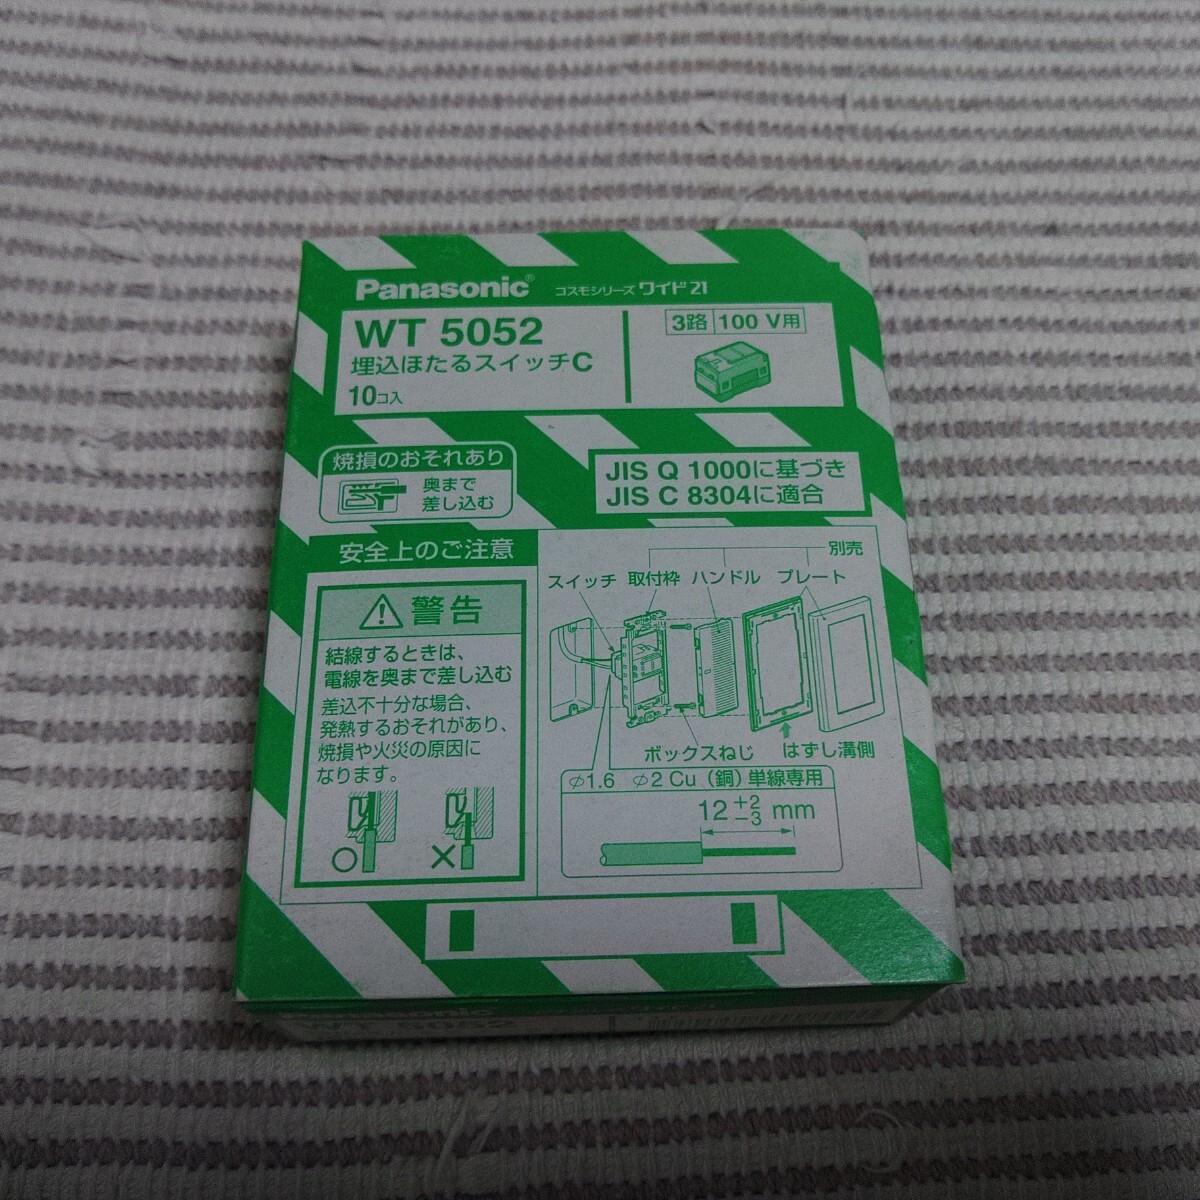 Panasonic® コスモシリーズ ワイド21
WT 5052
埋込ほたるスイッチC
10コ入
3路 100 V用
焼損のおそれあり
奥まで
差し込む
JIS Q 1000に基づき
JIS C 8304に適合
安全上のご注意
警告
結線するときは、
電線を奥まで差し込む
差込不十分な場合、
発熱するおそれがあり、
焼損や火災の原因に
なります。
○ ×
別売
スイッチ 取付枠 ハンドル プレート
ボックスねじ はずし溝側
φ1.6 φ2 Cu (銅) 単線専用
12 +2 −3 mm
Panasonic
WT 5052